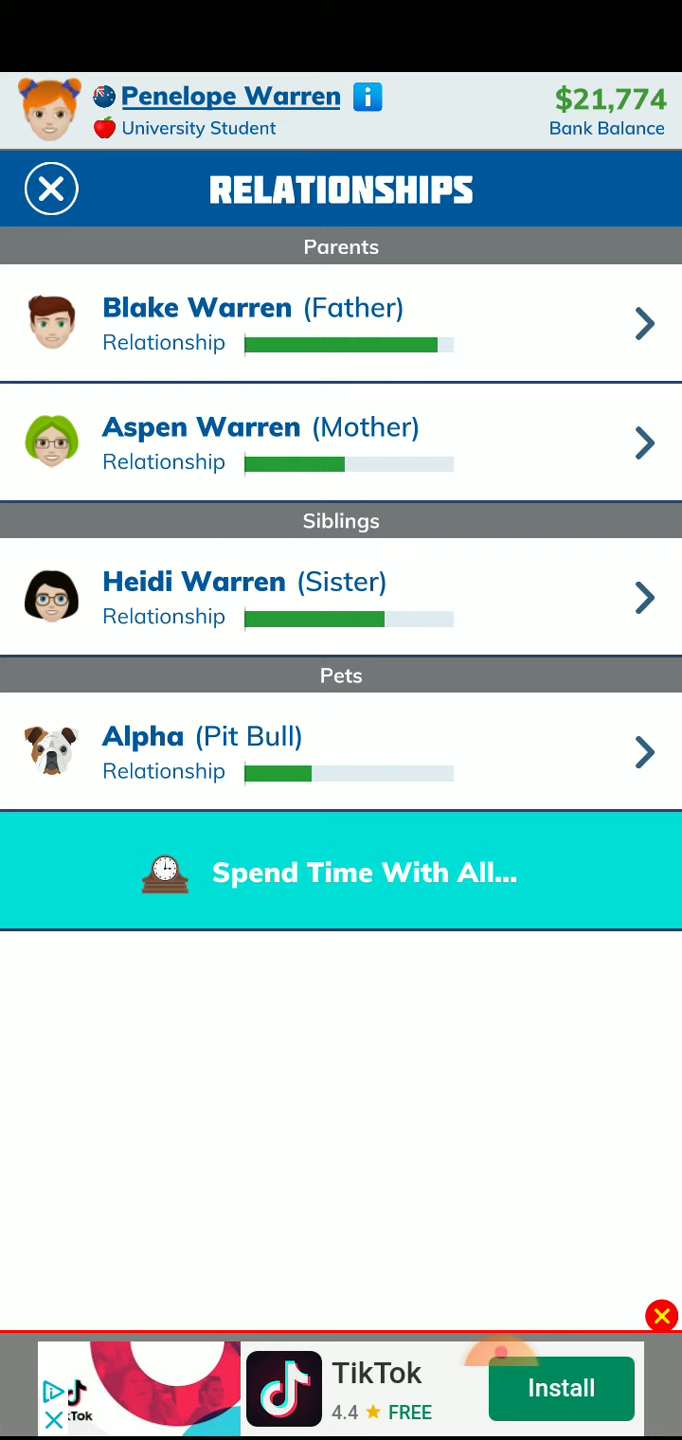 Penelope Warren
University Student
$21,774
Bank Balance
RELATIONSHIPS
Parents
Blake Warren (Father)
Relationship
Aspen Warren (Mother)
Relationship
Siblings
Heidi Warren (Sister)
Relationship
Pets
Alpha (Pit Bull)
Relationship
Spend Time With All...
TikTok
4.4 ★ FREE
Install
kTok